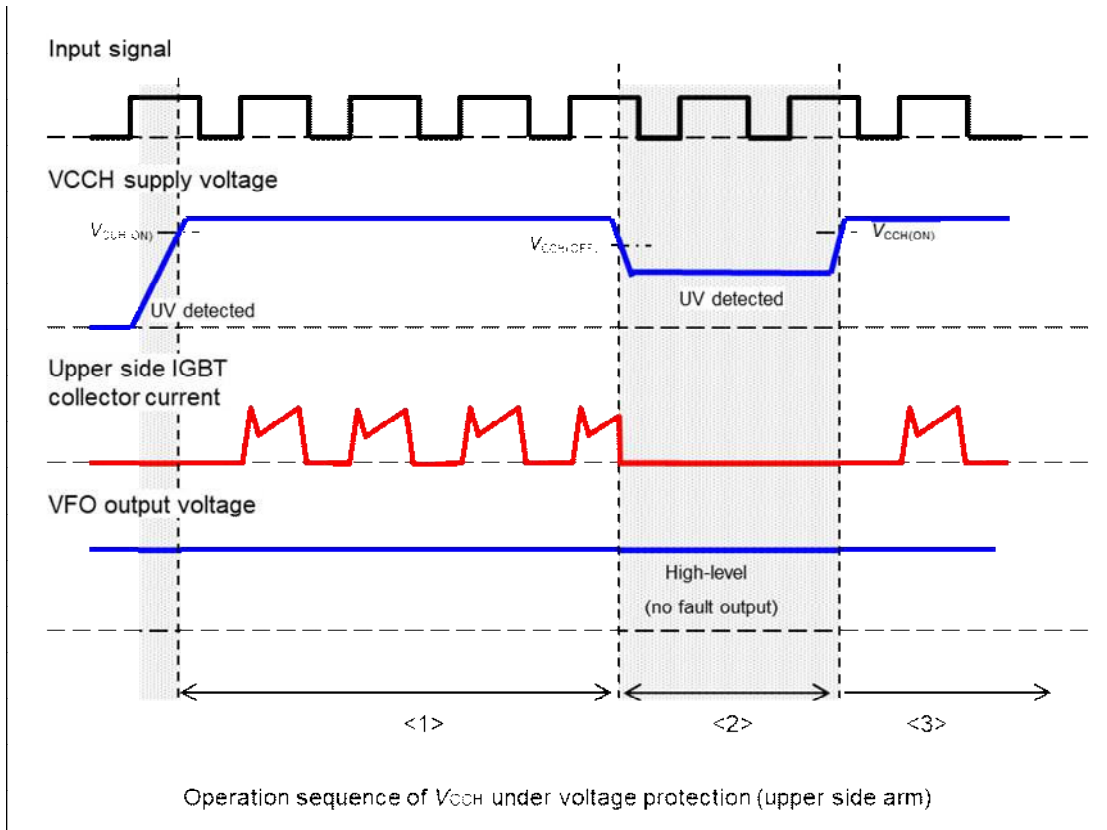 Input signal
VCCH supply voltage
VCCH(ON)
VCCH(OFF)
VCCH(ON)
UV detected
UV detected
Upper side IGBT
collector current
VFO output voltage
High-level
(no fault output)
<1>
<2>
<3>
Operation sequence of VCCH under voltage protection (upper side arm)